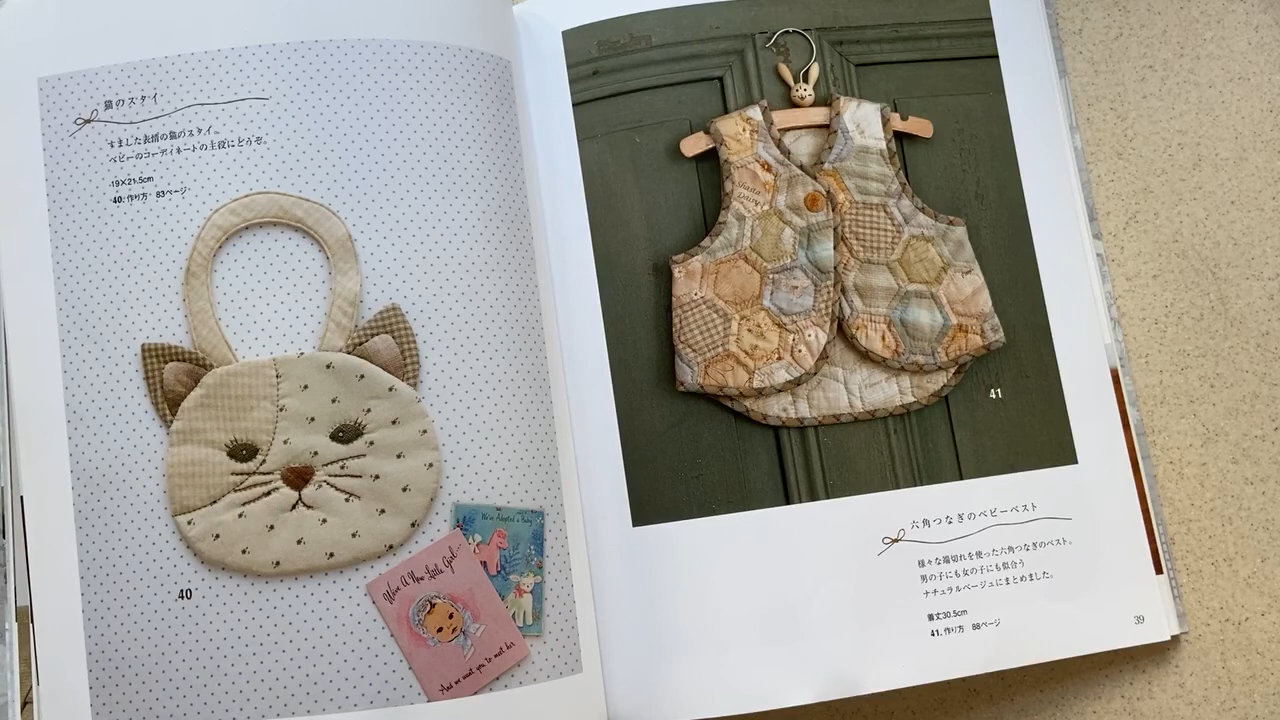 猫のスタイ
すました表情の猫のスタイ。
ベビーのコーディネートの主役にどうぞ。
19×21.5cm
40. 作り方 83ページ
40
We've Adopted a Baby
We've A New Little Girl...
And we want you to meet her
Shasta
Daisy
41
六角つなぎのベビーベスト
様々な端切れを使った六角つなぎのベスト。
男の子にも女の子にも似合う
ナチュラルベージュにまとめました。
着丈30.5cm
41. 作り方 88ページ
39